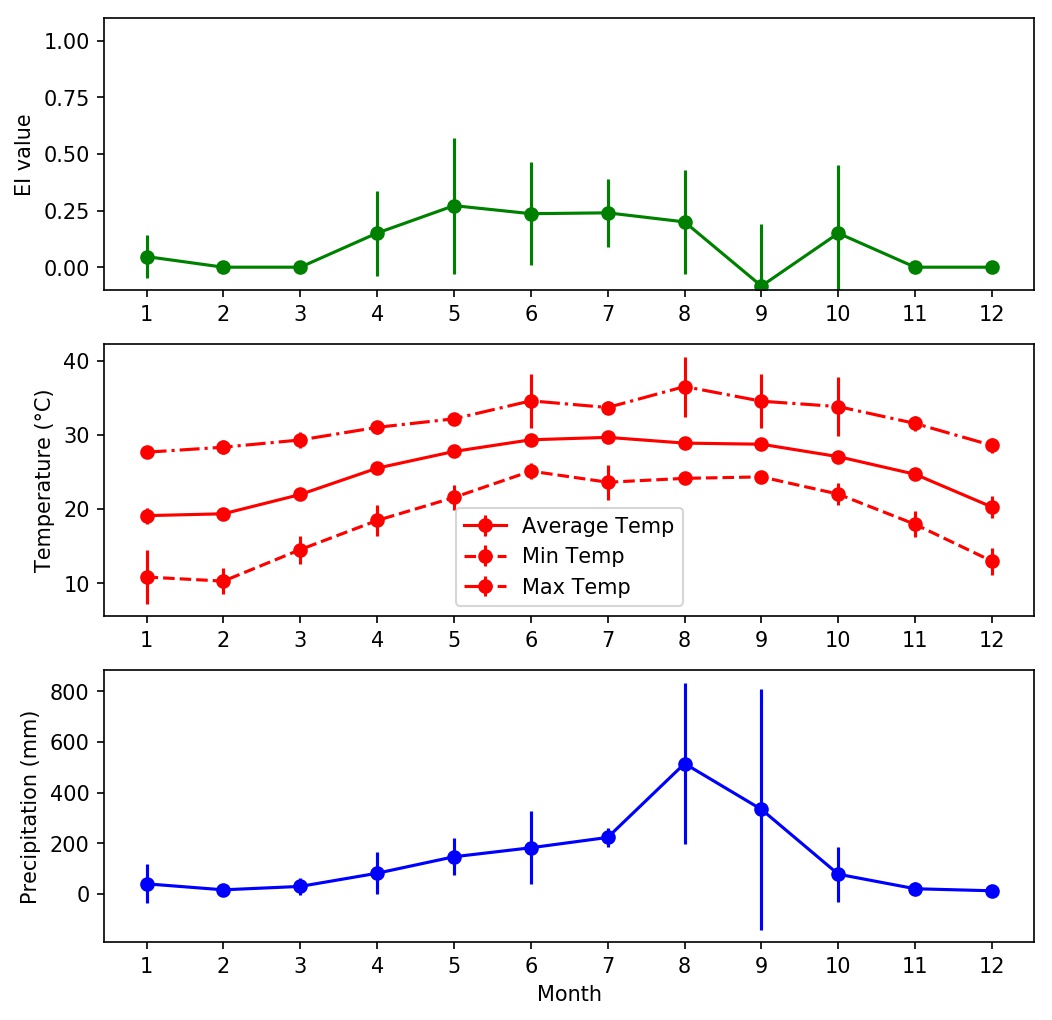 EI value
1.00
0.75
0.50
0.25
0.00
1 2 3 4 5 6 7 8 9 10 11 12
Temperature (°C)
40
30
20
10
Average Temp
Min Temp
Max Temp
1 2 3 4 5 6 7 8 9 10 11 12
Precipitation (mm)
800
600
400
200
0
1 2 3 4 5 6 7 8 9 10 11 12
Month